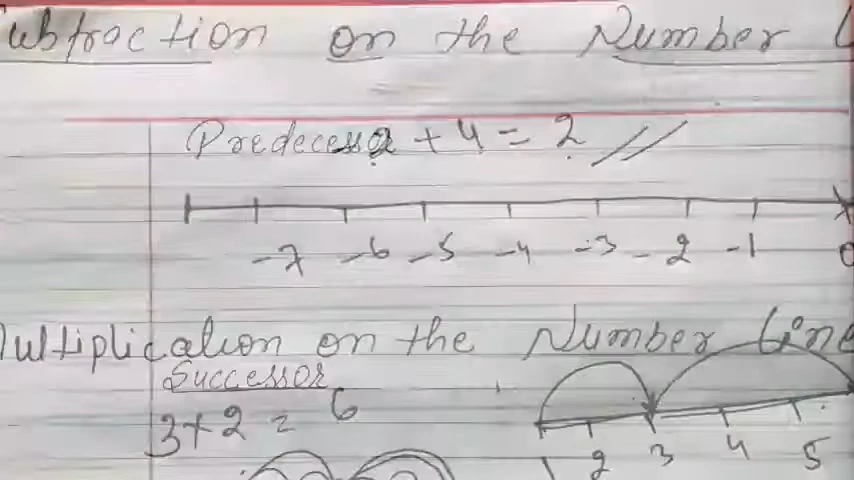 ubtraction on the Number L
Predecessor + 4 = 2 //
-7 -6 -5 -4 -3 -2 -1 0
Multiplication on the Number line
Successor
3 × 2 = 6
1 2 3 4 5